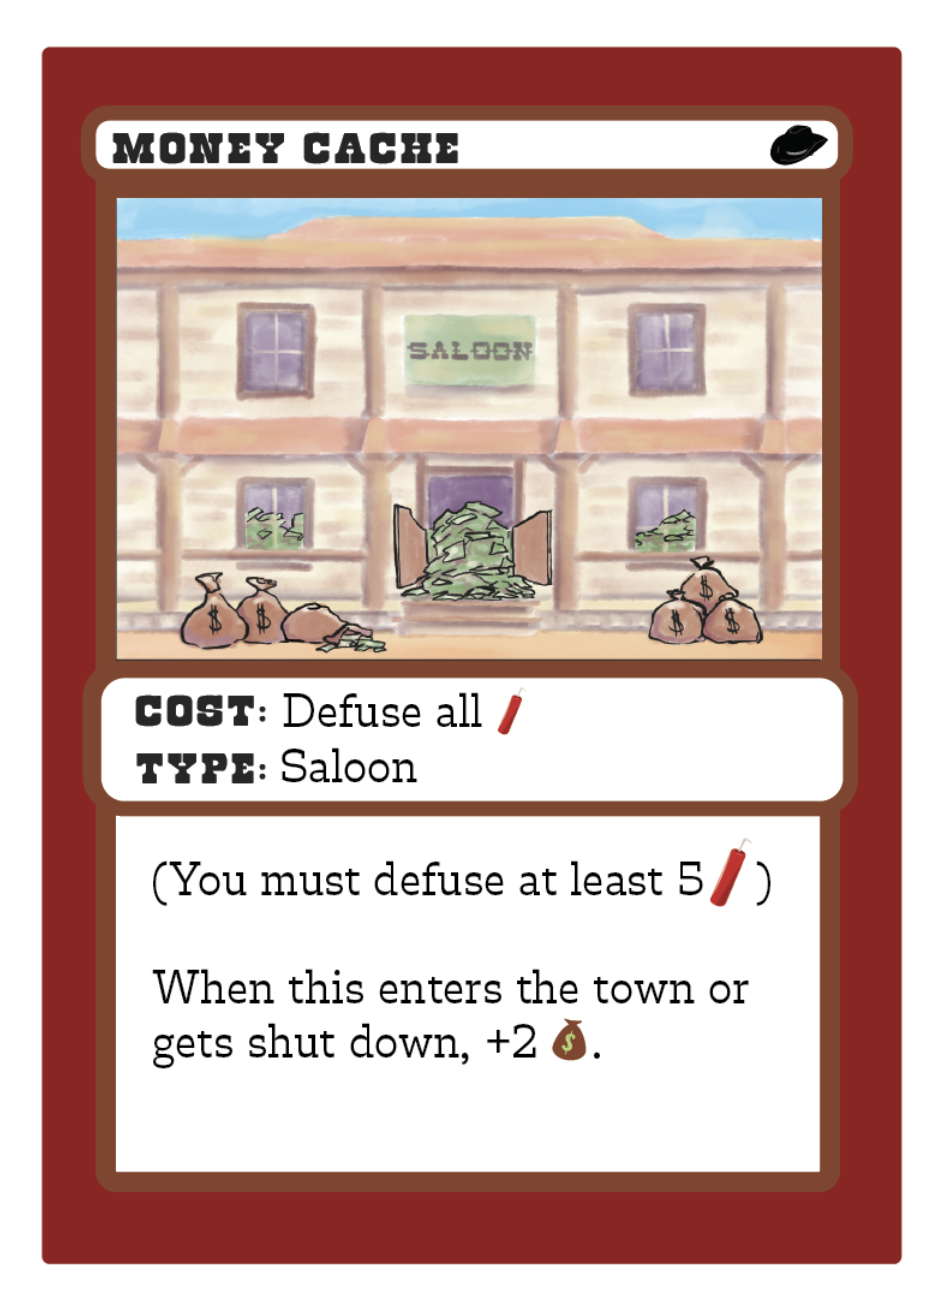 MONEY CACHE
SALOON
$ $
$
$ $
COST: Defuse all
TYPE: Saloon
(You must defuse at least 5 )
When this enters the town or
gets shut down, +2 $.